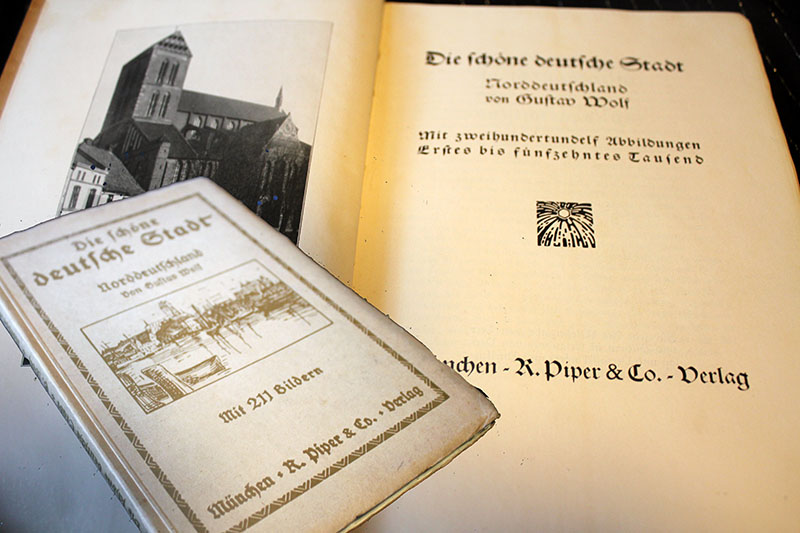 Die schöne deutsche Stadt
Norddeutschland
von Gustav Wolf
Mit zweihundertundelf Abbildungen
Erstes bis fünfzehntes Tausend
nchen - R. Piper & Co. - Verlag
Die schöne
deutsche Stadt
Norddeutschland
Von Gustav Wolf
Mit 211 Bildern
München - R. Piper & Co. - Verlag